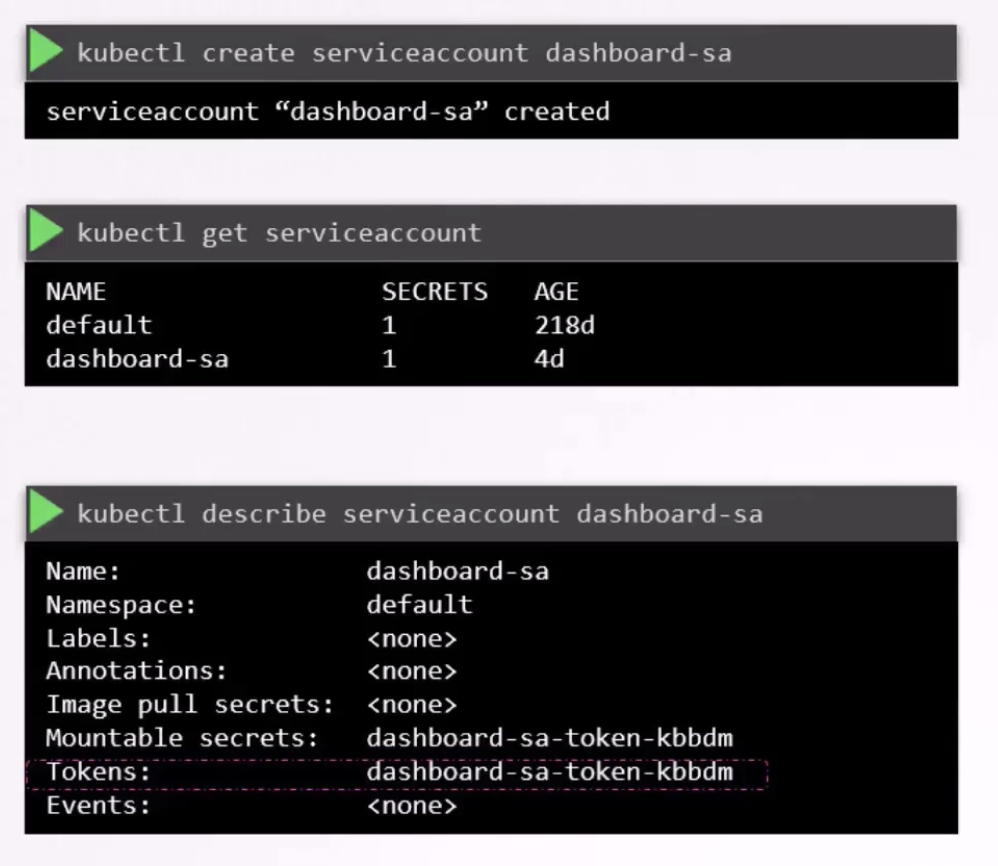 kubectl create serviceaccount dashboard-sa
serviceaccount “dashboard-sa” created
kubectl get serviceaccount
NAME SECRETS AGE
default 1 218d
dashboard-sa 1 4d
kubectl describe serviceaccount dashboard-sa
Name: dashboard-sa
Namespace: default
Labels: <none>
Annotations: <none>
Image pull secrets: <none>
Mountable secrets: dashboard-sa-token-kbbdm
Tokens: dashboard-sa-token-kbbdm
Events: <none>